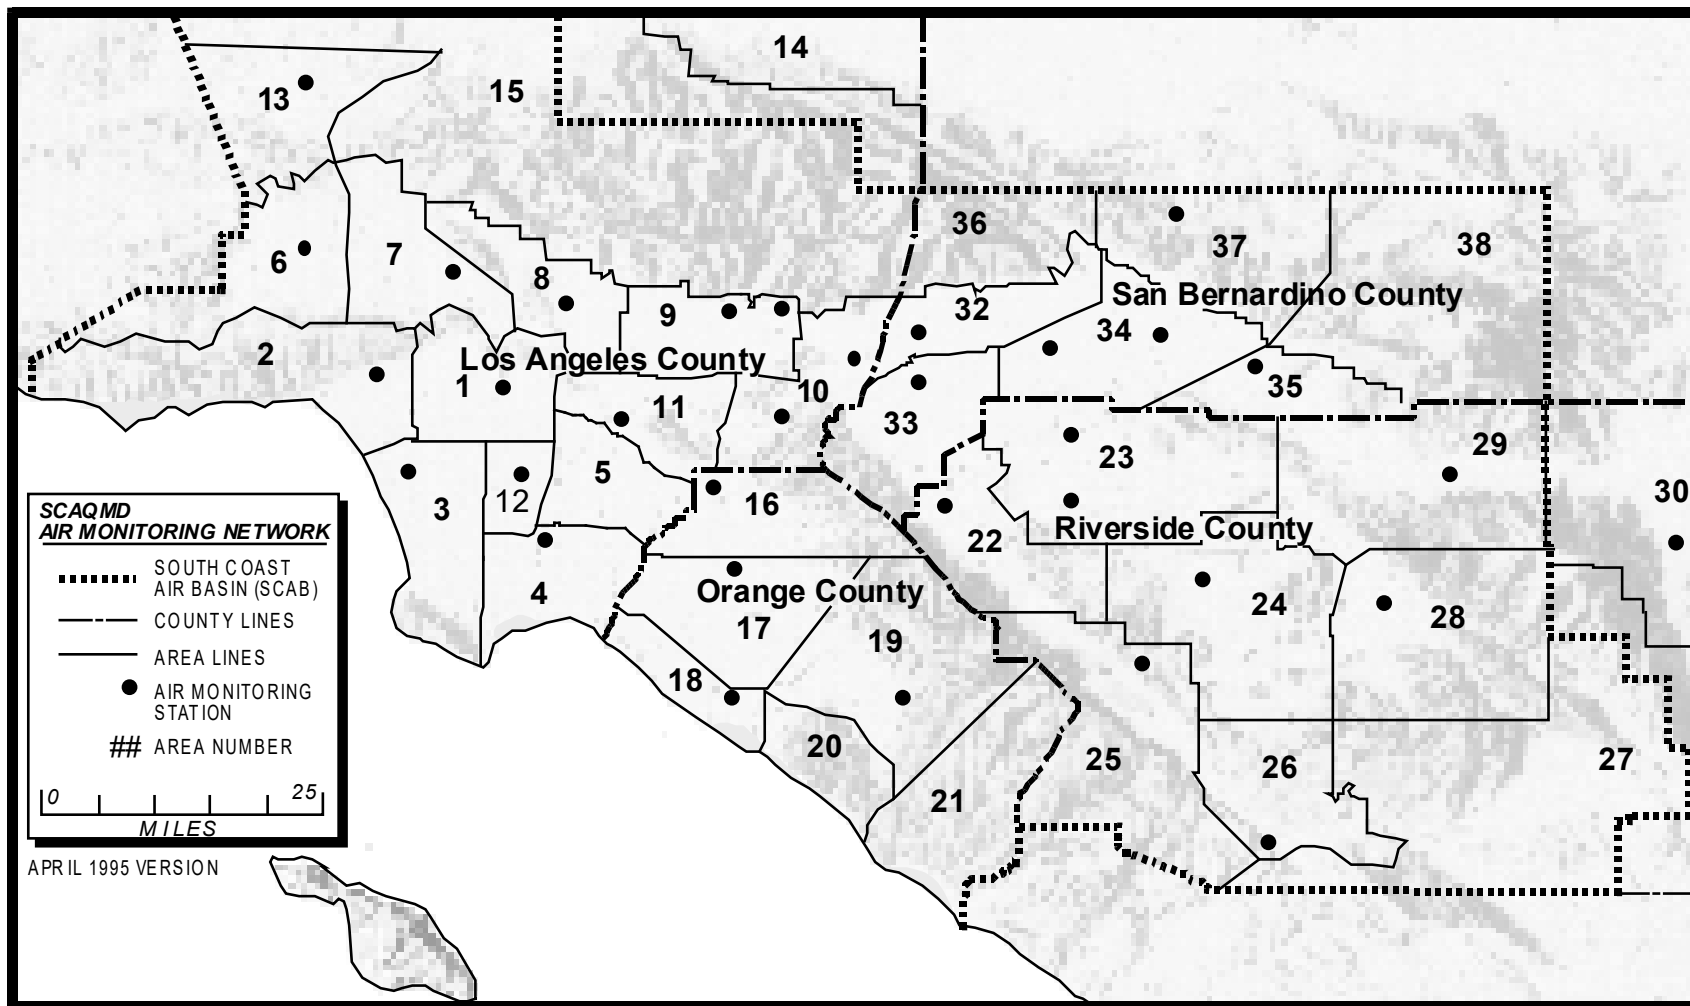 14
13
15
36
37
38
6
7
8
9
32
San Bernardino County
34
2
Los Angeles County
1
10
35
11
33
29
23
5
30
3
12
16
22
Riverside County
SCAQMD
AIR MONITORING NETWORK
SOUTH COAST
AIR BASIN (SCAB)
COUNTY LINES
AREA LINES
AIR MONITORING
STATION
## AREA NUMBER
0 25
MILES
APRIL 1995 VERSION
4
Orange County
17
19
24
28
18
20
21
25
26
27